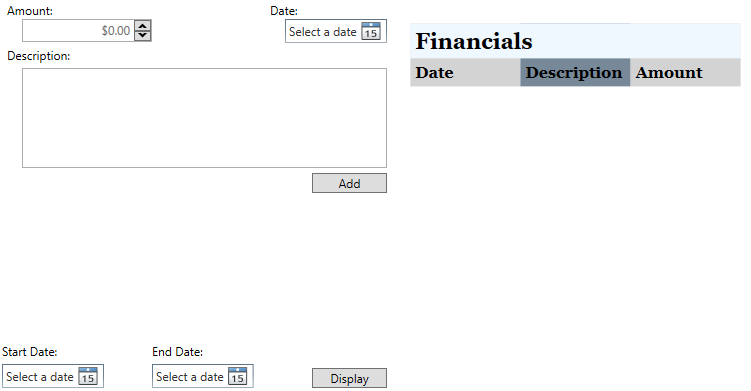 Amount:
$0.00
Date:
Select a date 15
Description:
Add
Financials
Date Description Amount
Start Date:
End Date:
Select a date 15
Select a date 15
Display